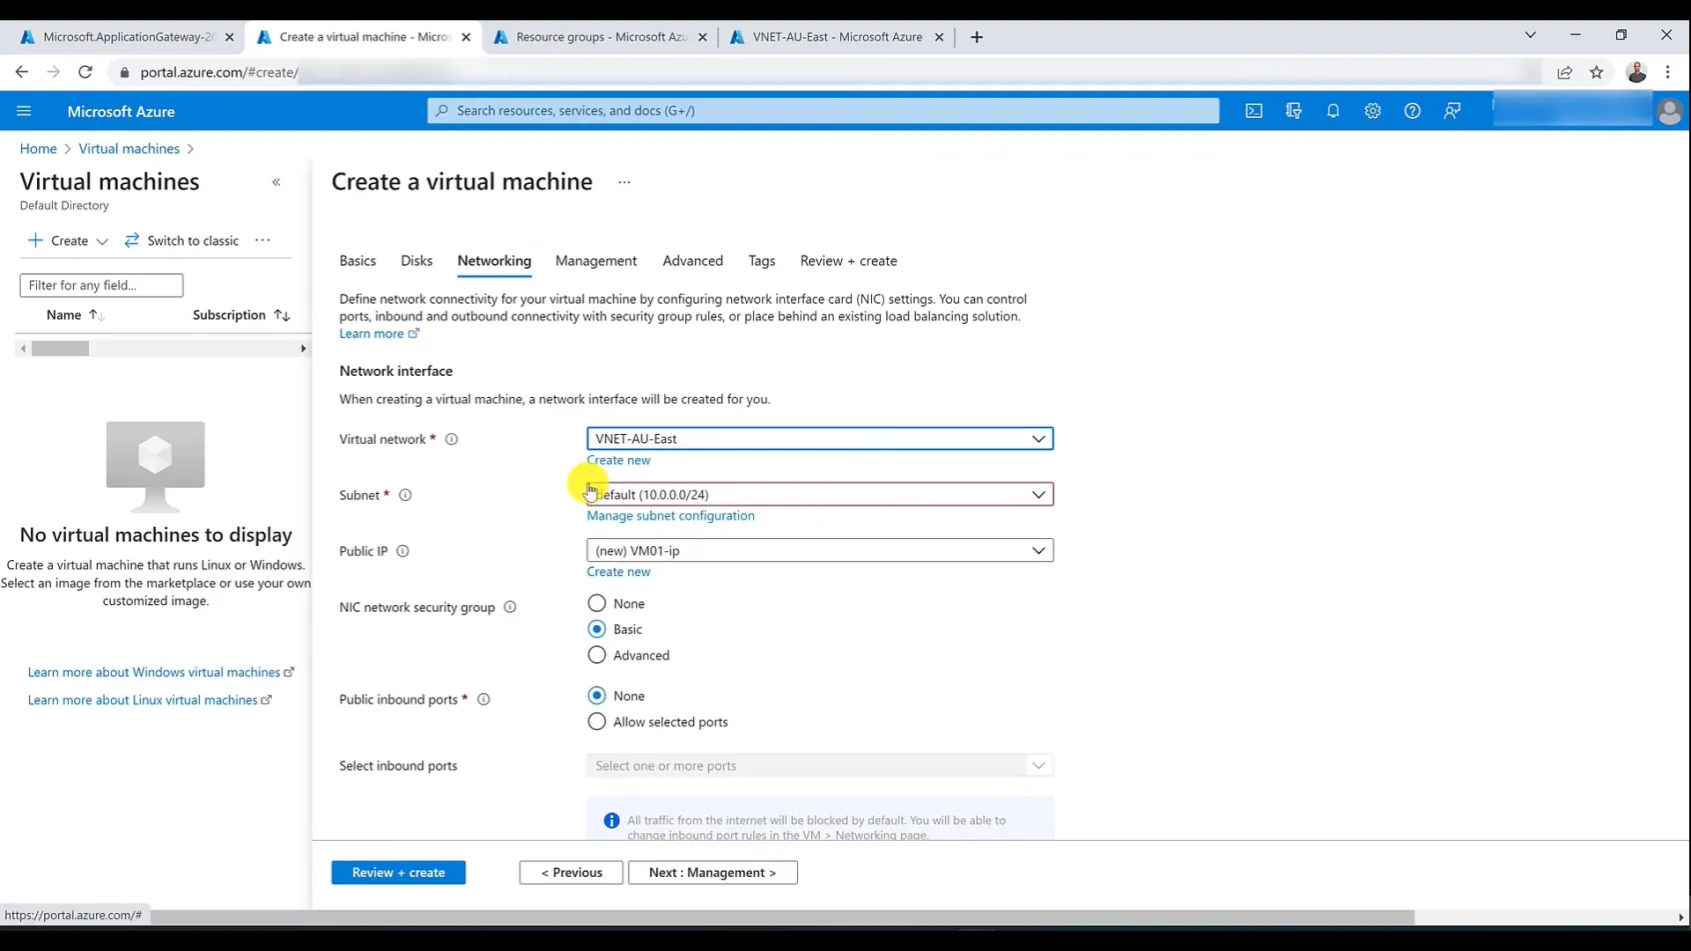 Microsoft.ApplicationGateway-20
Create a virtual machine - Micros
Resource groups - Microsoft Azu
VNET-AU-East - Microsoft Azure
portal.azure.com/#create/
Microsoft Azure
Search resources, services, and docs (G+/)
Home > Virtual machines >
Virtual machines
Default Directory
Create
Switch to classic
Filter for any field...
Name
Subscription
No virtual machines to display
Create a virtual machine that runs Linux or Windows.
Select an image from the marketplace or use your own
customized image.
Learn more about Windows virtual machines
Learn more about Linux virtual machines
Create a virtual machine
Basics
Disks
Networking
Management
Advanced
Tags
Review + create
Define network connectivity for your virtual machine by configuring network interface card (NIC) settings. You can control
ports, inbound and outbound connectivity with security group rules, or place behind an existing load balancing solution.
Learn more
Network interface
When creating a virtual machine, a network interface will be created for you.
Virtual network *
VNET-AU-East
Create new
Subnet *
default (10.0.0.0/24)
Manage subnet configuration
Public IP
(new) VM01-ip
Create new
NIC network security group
None
Basic
Advanced
Public inbound ports *
None
Allow selected ports
Select inbound ports
Select one or more ports
All traffic from the internet will be blocked by default. You will be able to
change inbound port rules in the VM > Networking page.
Review + create
< Previous
Next : Management >
https://portal.azure.com/#